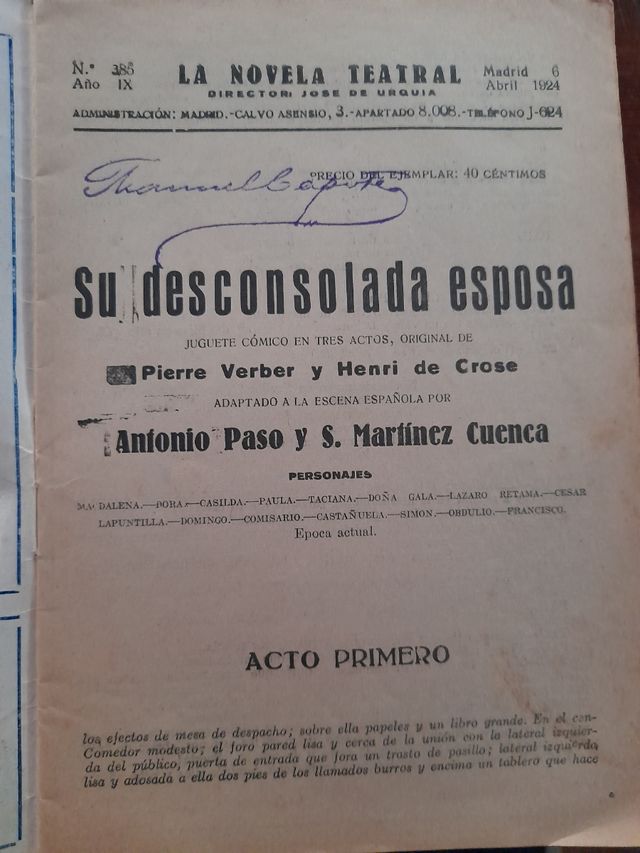 N.º 385
Año IX
LA NOVELA TEATRAL
DIRECTOR: JOSE DE URQUIA
Madrid 6
Abril 1924
ADMINISTRACIÓN: MADRID.-CALVO ASENSIO, 3.-APARTADO 8.008.-TELÉFONO J-624
PRECIO DEL EJEMPLAR: 40 CÉNTIMOS
Manuel Capote
Su desconsolada esposa
JUGUETE CÓMICO EN TRES ACTOS, ORIGINAL DE
Pierre Verber y Henri de Crose
ADAPTADO A LA ESCENA ESPAÑOLA POR
Antonio Paso y S. Martínez Cuenca
PERSONAJES
MADALENA.—DORA.—CASILDA.—PAULA.—TACIANA.—DOÑA GALA.—LAZARO RETAMA.—CESAR
LAPUNTILLA.—DOMINGO.—COMISARIO.—CASTAÑUELA.—SIMON.—OBDULIO.—FRANCISCO.
Epoca actual.
ACTO PRIMERO
los efectos de mesa de despacho; sobre ella papeles y un libro grande. En el cen-
Comedor modesto; el foro pared lisa y cerca de la unión con la lateral izquier-
da del público, puerta de entrada que fora un trasto de pasillo; lateral izquierda
lisa y adosada a ella dos pies de los llamados burros y encima un tablero que hace